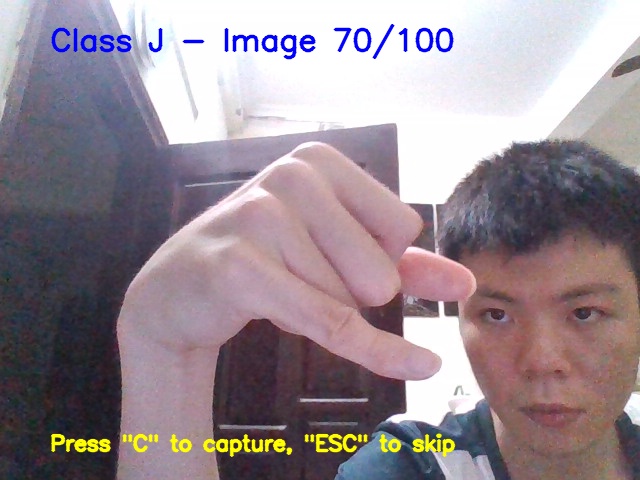 Class J - Image 70/100
Press "C" to capture, "ESC" to skip